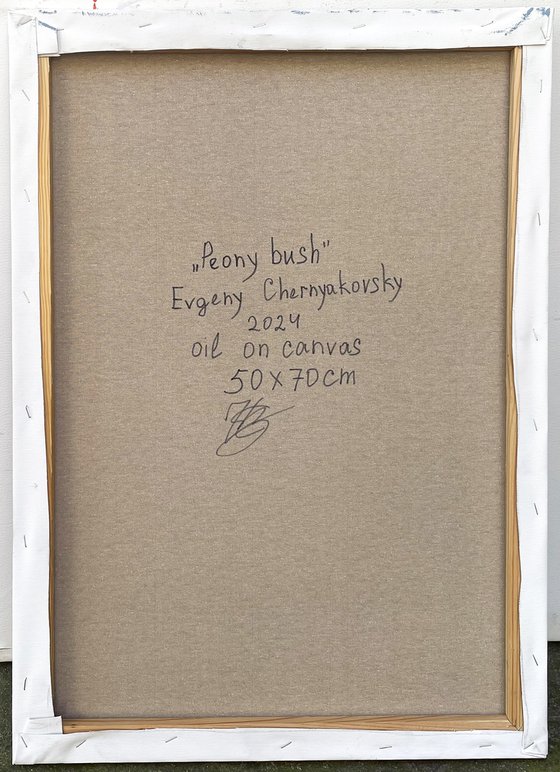 „Peony bush"
Evgeny Chernyakovsky
2024
oil on canvas
50x70cm